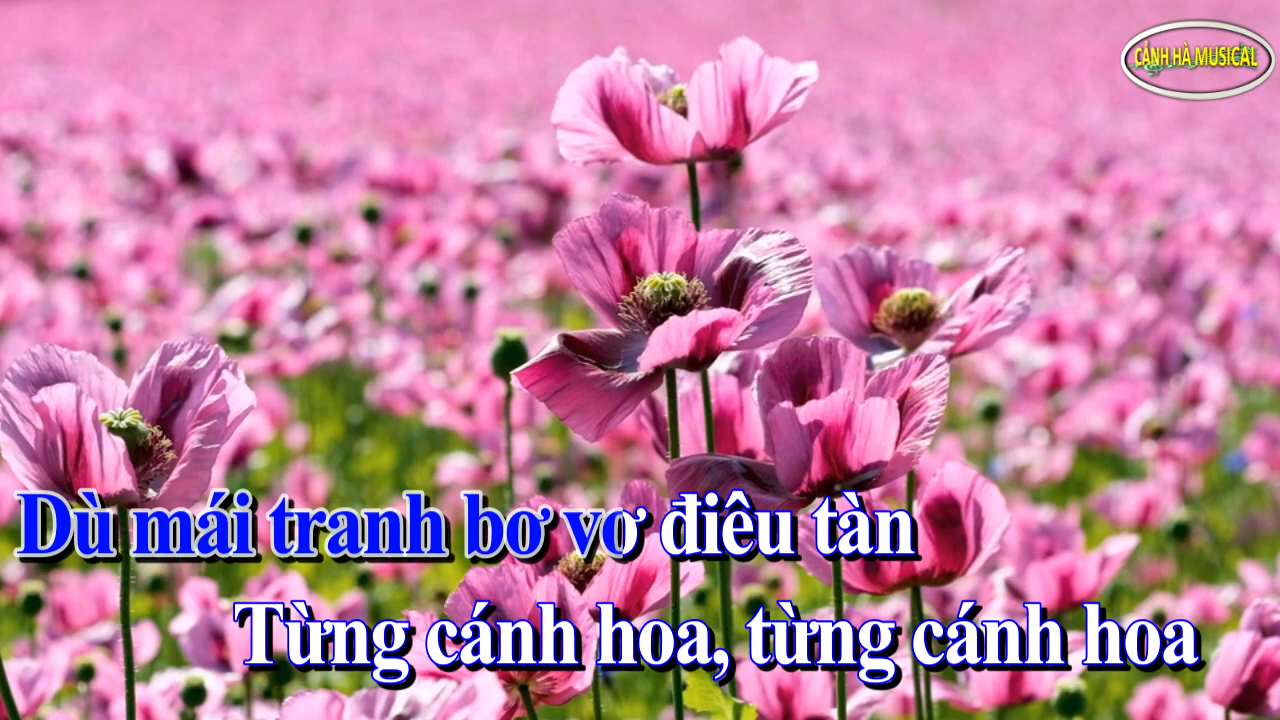 CẢNH HÀ MUSICAL
Dù mái tranh bơ vơ điêu tàn
Từng cánh hoa, từng cánh hoa